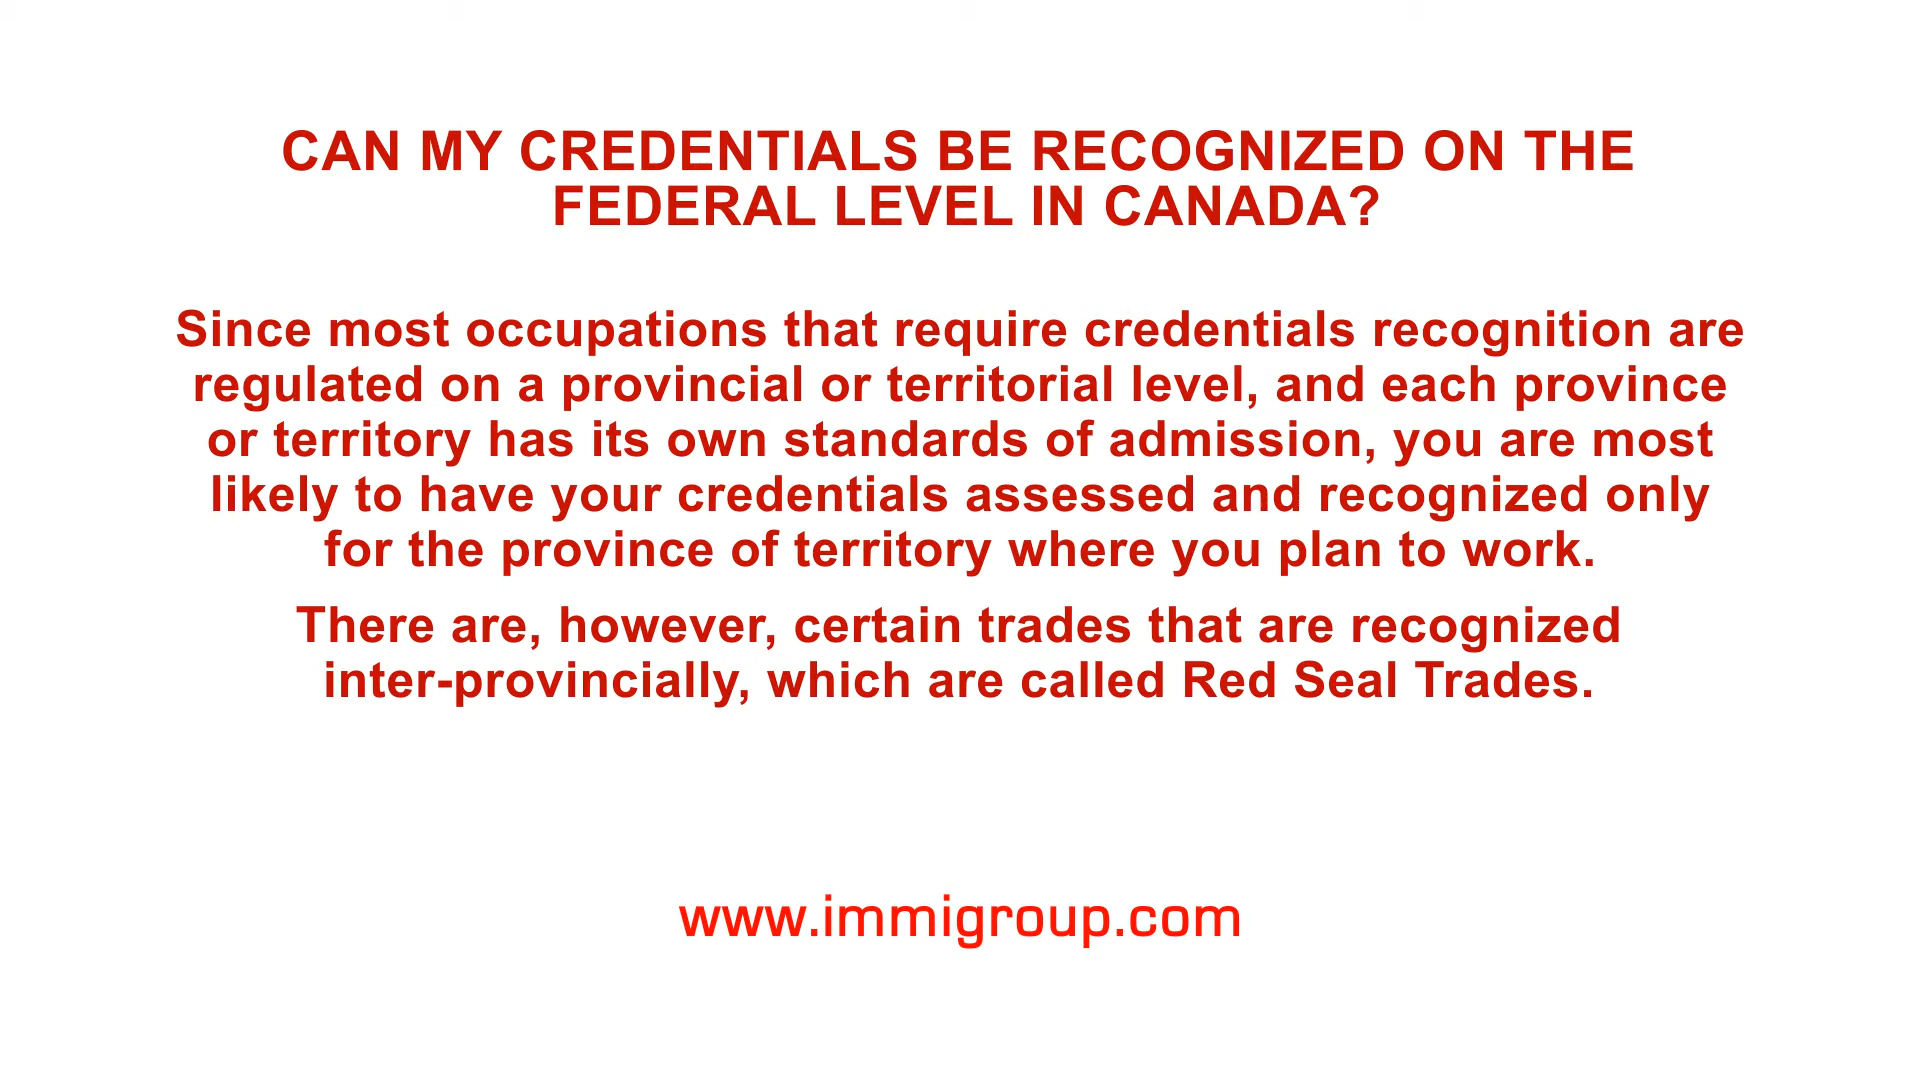 CAN MY CREDENTIALS BE RECOGNIZED ON THE
FEDERAL LEVEL IN CANADA?
Since most occupations that require credentials recognition are
regulated on a provincial or territorial level, and each province
or territory has its own standards of admission, you are most
likely to have your credentials assessed and recognized only
for the province of territory where you plan to work.
There are, however, certain trades that are recognized
inter-provincially, which are called Red Seal Trades.
www.immigroup.com